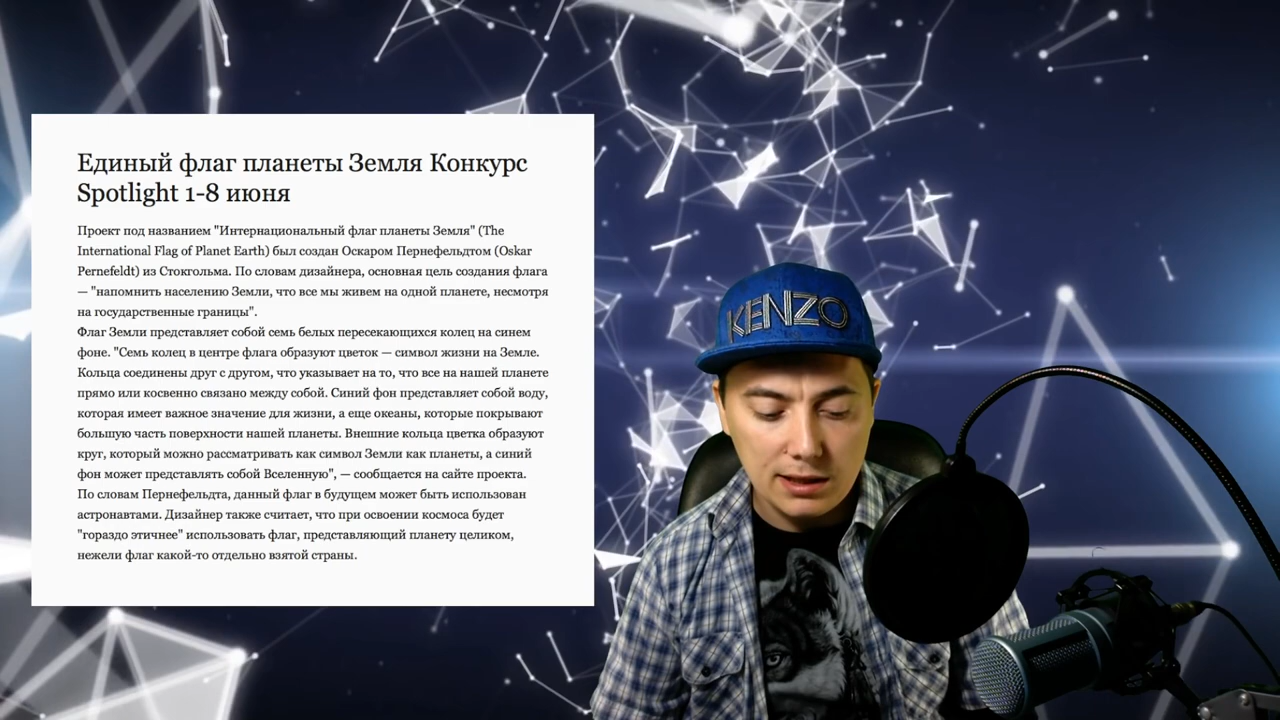 Единый флаг планеты Земля Конкурс
Spotlight 1-8 июня
Проект под названием "Интернациональный флаг планеты Земля" (The
International Flag of Planet Earth) был создан Оскаром Пернефельдтом (Oskar
Pernefeldt) из Стокгольма. По словам дизайнера, основная цель создания флага
— "напомнить населению Земли, что все мы живем на одной планете, несмотря
на государственные границы".
Флаг Земли представляет собой семь белых пересекающихся колец на синем
фоне. "Семь колец в центре флага образуют цветок — символ жизни на Земле.
Кольца соединены друг с другом, что указывает на то, что все на нашей планете
прямо или косвенно связано между собой. Синий фон представляет собой воду,
которая имеет важное значение для жизни, а еще океаны, которые покрывают
большую часть поверхности нашей планеты. Внешние кольца цветка образуют
круг, который можно рассматривать как символ Земли как планеты, а синий
фон может представлять собой Вселенную", — сообщается на сайте проекта.
По словам Пернефельдта, данный флаг в будущем может быть использован
астронавтами. Дизайнер также считает, что при освоении космоса будет
"гораздо этичнее" использовать флаг, представляющий планету целиком,
нежели флаг какой-то отдельно взятой страны.
KENZO